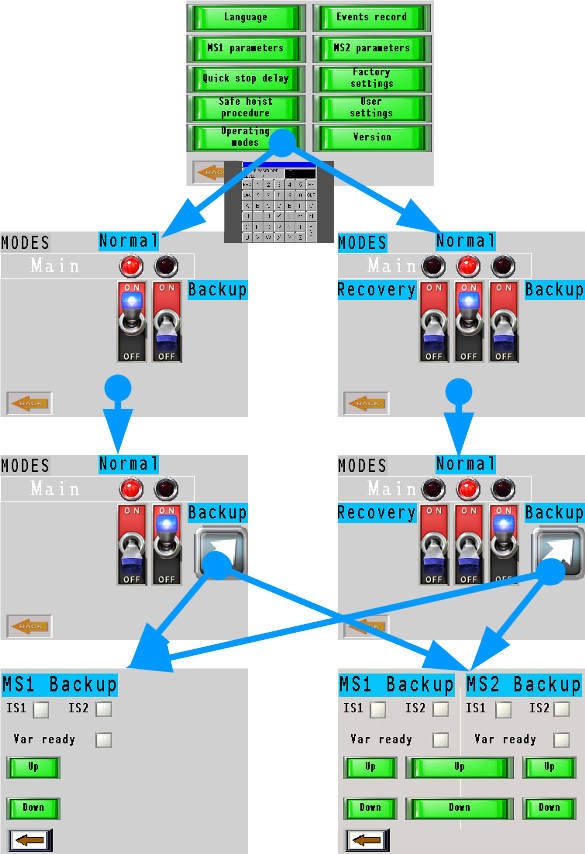 Language Events record
MS1 parameters MS2 parameters
Quick stop delay Factory
settings
Safe hoist
procedure
User
settings
Operating
modes
Version
BACK
MODES Normal
Main
ON ON
Backup
OFF OFF
BACK
MODES Normal
Main
Recovery ON ON ON Backup
OFF OFF OFF
BACK
MODES Normal
Main
ON ON Backup
OFF OFF
BACK
MODES Normal
Main
Recovery ON ON ON Backup
OFF OFF OFF
BACK
MS1 Backup
IS1 IS2
Var ready
Up
Down
MS1 Backup MS2 Backup
IS1 IS2 IS1 IS2
Var ready Var ready
Up Up Up
Down Down Down